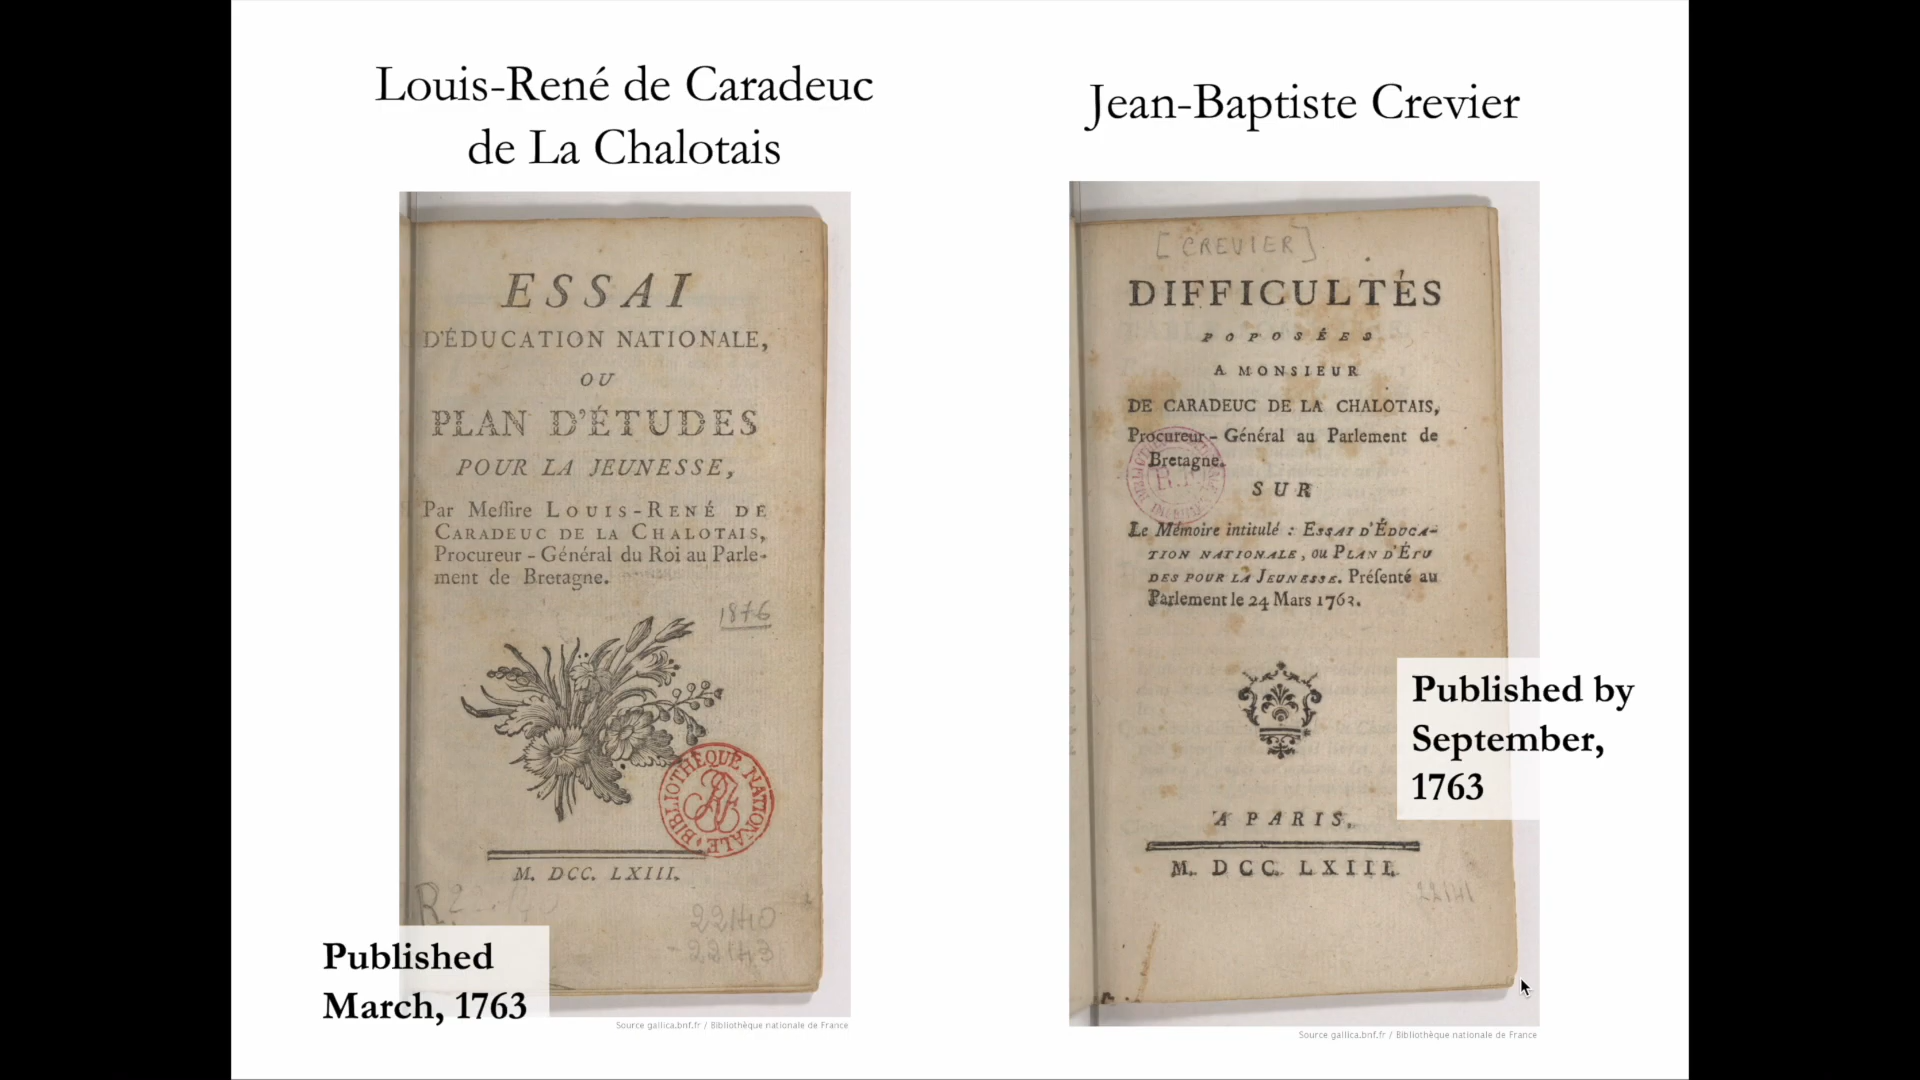 Louis-René de Caradeuc
de La Chalotais
ESSAI
D'ÉDUCATION NATIONALE,
OU
PLAN D'ÉTUDES
POUR LA JEUNESSE,
Par Meſſire LOUIS-RENÉ DE
CARADEUC DE LA CHALOTAIS,
Procureur-Général du Roi au Parle-
ment de Bretagne.
1876
BIBLIOTHÈQUE NATIONALE
RF
M. DCC. LXIII.
22140
-22143
Published
March, 1763
Source gallica.bnf.fr / Bibliothèque nationale de France
Jean-Baptiste Crevier
[CREVIER]
DIFFICULTÉS
POPOSÉES
A MONSIEUR
DE CARADEUC DE LA CHALOTAIS,
Procureur-Général au Parlement de
Bretagne.
R.F.
SUR
Le Mémoire intitulé : ESSAI D'ÉDUCA-
TION NATIONALE, ou PLAN D'ÉTU
DES POUR LA JEUNESSE. Préſenté au
Parlement le 24 Mars 1763.
A PARIS,
M. DCC. LXIII.
22141
Published by
September,
1763
Source gallica.bnf.fr / Bibliothèque nationale de France